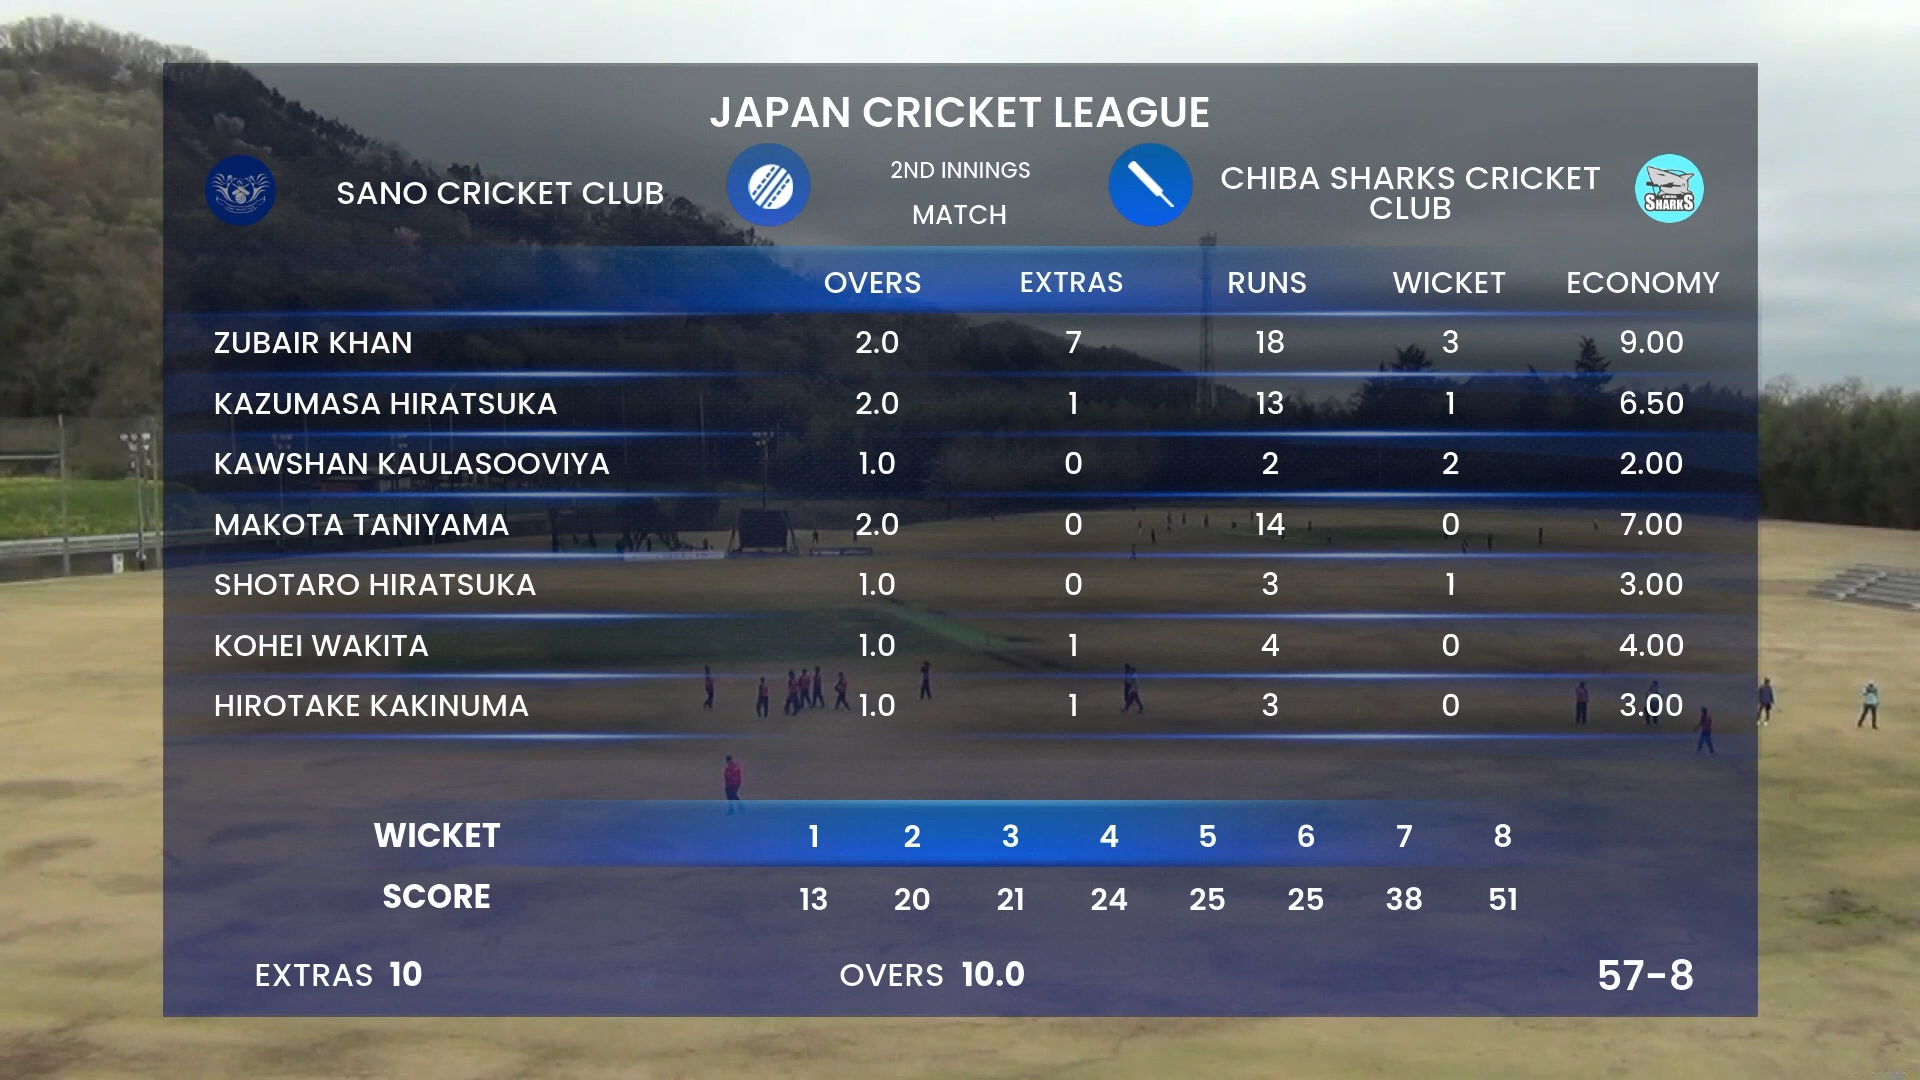 JAPAN CRICKET LEAGUE
SANO CRICKET CLUB
2ND INNINGS
MATCH
CHIBA SHARKS CRICKET
CLUB
SHARKS
OVERS EXTRAS RUNS WICKET ECONOMY
ZUBAIR KHAN 2.0 7 18 3 9.00
KAZUMASA HIRATSUKA 2.0 1 13 1 6.50
KAWSHAN KAULASOOVIYA 1.0 0 2 2 2.00
MAKOTA TANIYAMA 2.0 0 14 0 7.00
SHOTARO HIRATSUKA 1.0 0 3 1 3.00
KOHEI WAKITA 1.0 1 4 0 4.00
HIROTAKE KAKINUMA 1.0 1 3 0 3.00
WICKET 1 2 3 4 5 6 7 8
SCORE 13 20 21 24 25 25 38 51
EXTRAS 10 OVERS 10.0 57-8